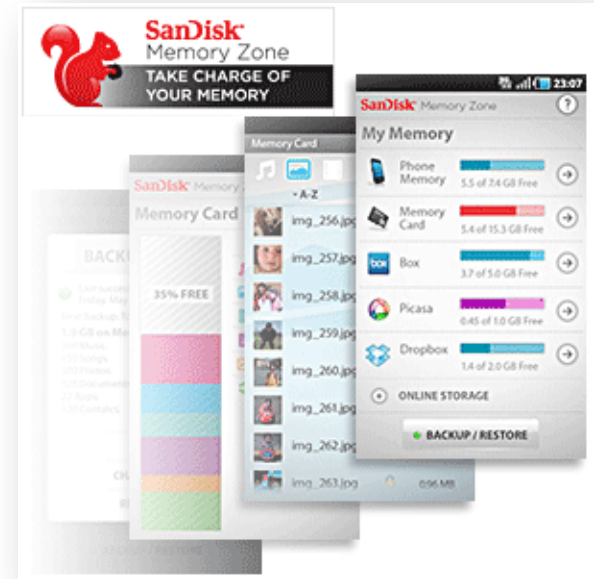 SanDisk
Memory Zone
TAKE CHARGE OF
YOUR MEMORY
23:07
SanDisk Memory Zone ?
My Memory
Phone
Memory
5.5 of 7.4 GB Free
Memory
Card
5.4 of 15.3 GB Free
box
Box
3.7 of 5.0 GB Free
Picasa
0.45 of 1.0 GB Free
Dropbox
1.4 of 2.0 GB Free
ONLINE STORAGE
BACKUP / RESTORE
Memory Card
A-Z
img_256.jpg
img_257.jpg
img_258.jpg
img_259.jpg
img_260.jpg
img_261.jpg
img_262.jpg
img_263.jpg
0.96 MB
SanDisk Memory
Memory Card
35% FREE
BACK